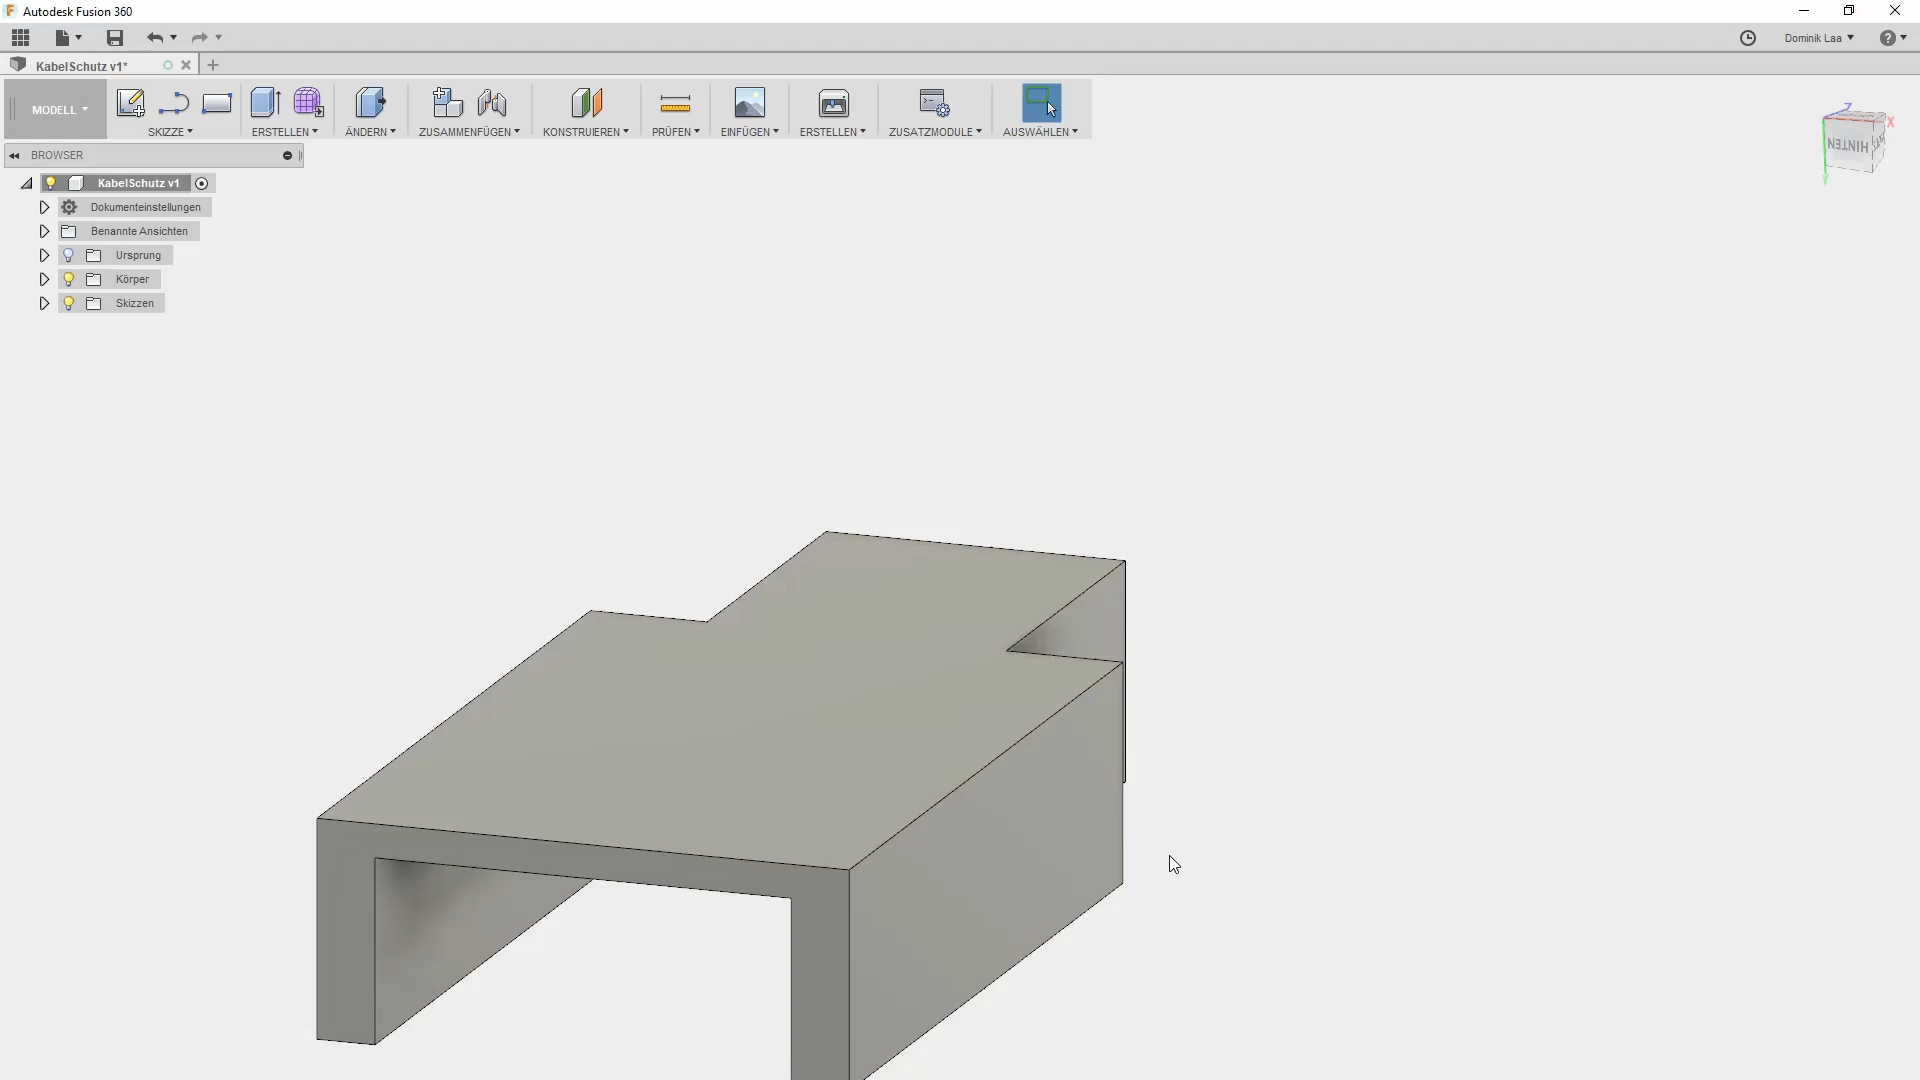 Autodesk Fusion 360
Dominik Laa
KabelSchutz v1*
MODELL
SKIZZE
ERSTELLEN
ÄNDERN
ZUSAMMENFÜGEN
KONSTRUIEREN
PRÜFEN
EINFÜGEN
ERSTELLEN
ZUSATZMODULE
AUSWÄHLEN
Z
X
HINTEN
Y
BROWSER
KabelSchutz v1
Dokumenteinstellungen
Benannte Ansichten
Ursprung
Körper
Skizzen